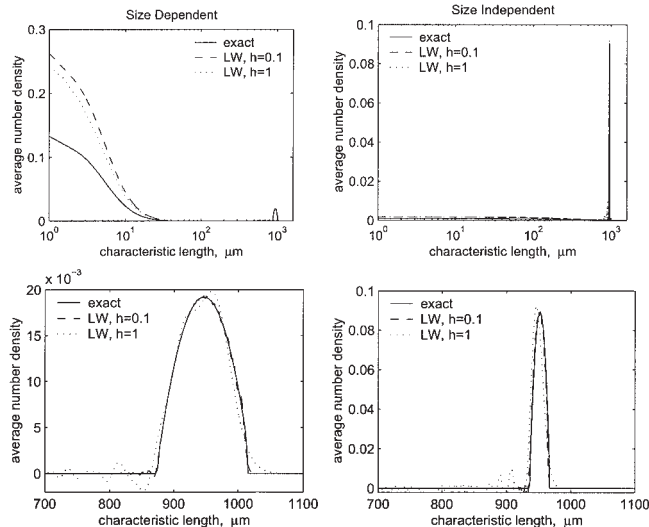 Size Dependent
0.3
0.2
0.1
0
average number density
exact
LW, h=0.1
LW, h=1
10^0 10^1 10^2 10^3
characteristic length, μm
Size Independent
0.1
0.08
0.06
0.04
0.02
0
average number density
exact
LW, h=0.1
LW, h=1
10^0 10^1 10^2 10^3
characteristic length, μm
x 10^-3
20
15
10
5
0
average number density
exact
LW, h=0.1
LW, h=1
700 800 900 1000 1100
characteristic length, μm
0.1
0.08
0.06
0.04
0.02
0
average number density
exact
LW, h=0.1
LW, h=1
700 800 900 1000 1100
characteristic length, μm